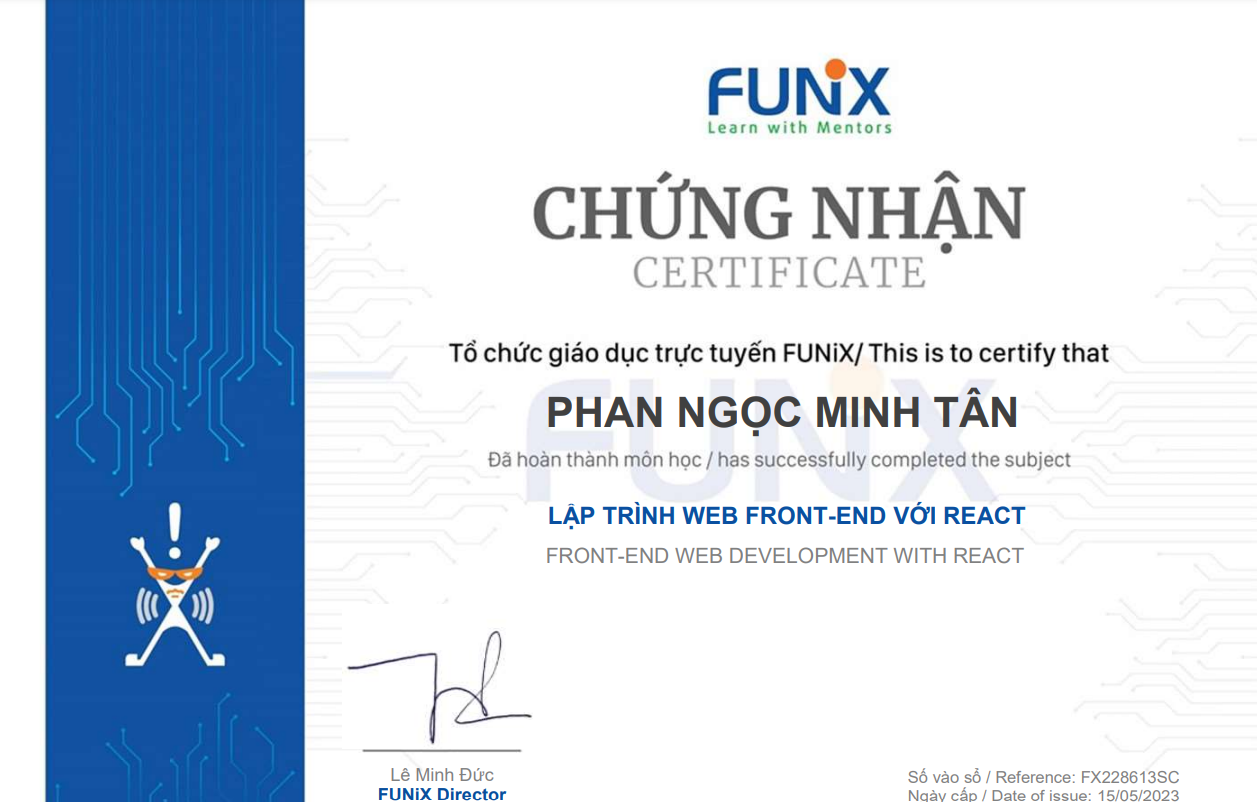 FUNiX
Learn with Mentors
CHỨNG NHẬN
CERTIFICATE
Tổ chức giáo dục trực tuyến FUNiX/ This is to certify that
PHAN NGỌC MINH TÂN
Đã hoàn thành môn học / has successfully completed the subject
LẬP TRÌNH WEB FRONT-END VỚI REACT
FRONT-END WEB DEVELOPMENT WITH REACT
Lê Minh Đức
FUNiX Director
Số vào sổ / Reference: FX228613SC
Ngày cấp / Date of issue: 15/05/2023